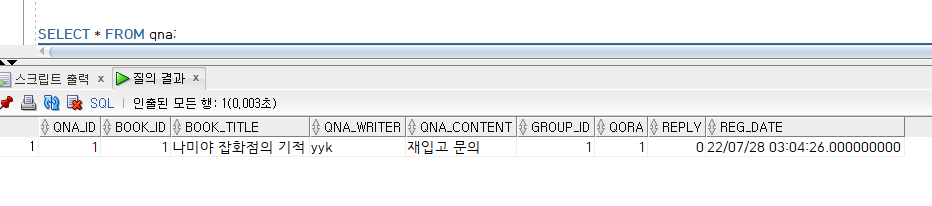 SELECT * FROM qna;
스크립트 출력 x 질의 결과 x
SQL | 인출된 모든 행: 1(0,003초)
QNA_ID BOOK_ID BOOK_TITLE QNA_WRITER QNA_CONTENT GROUP_ID QORA REPLY REG_DATE
1 1 1 나미야 잡화점의 기적 yyk 재입고 문의 1 1 0 22/07/28 03:04:26.000000000